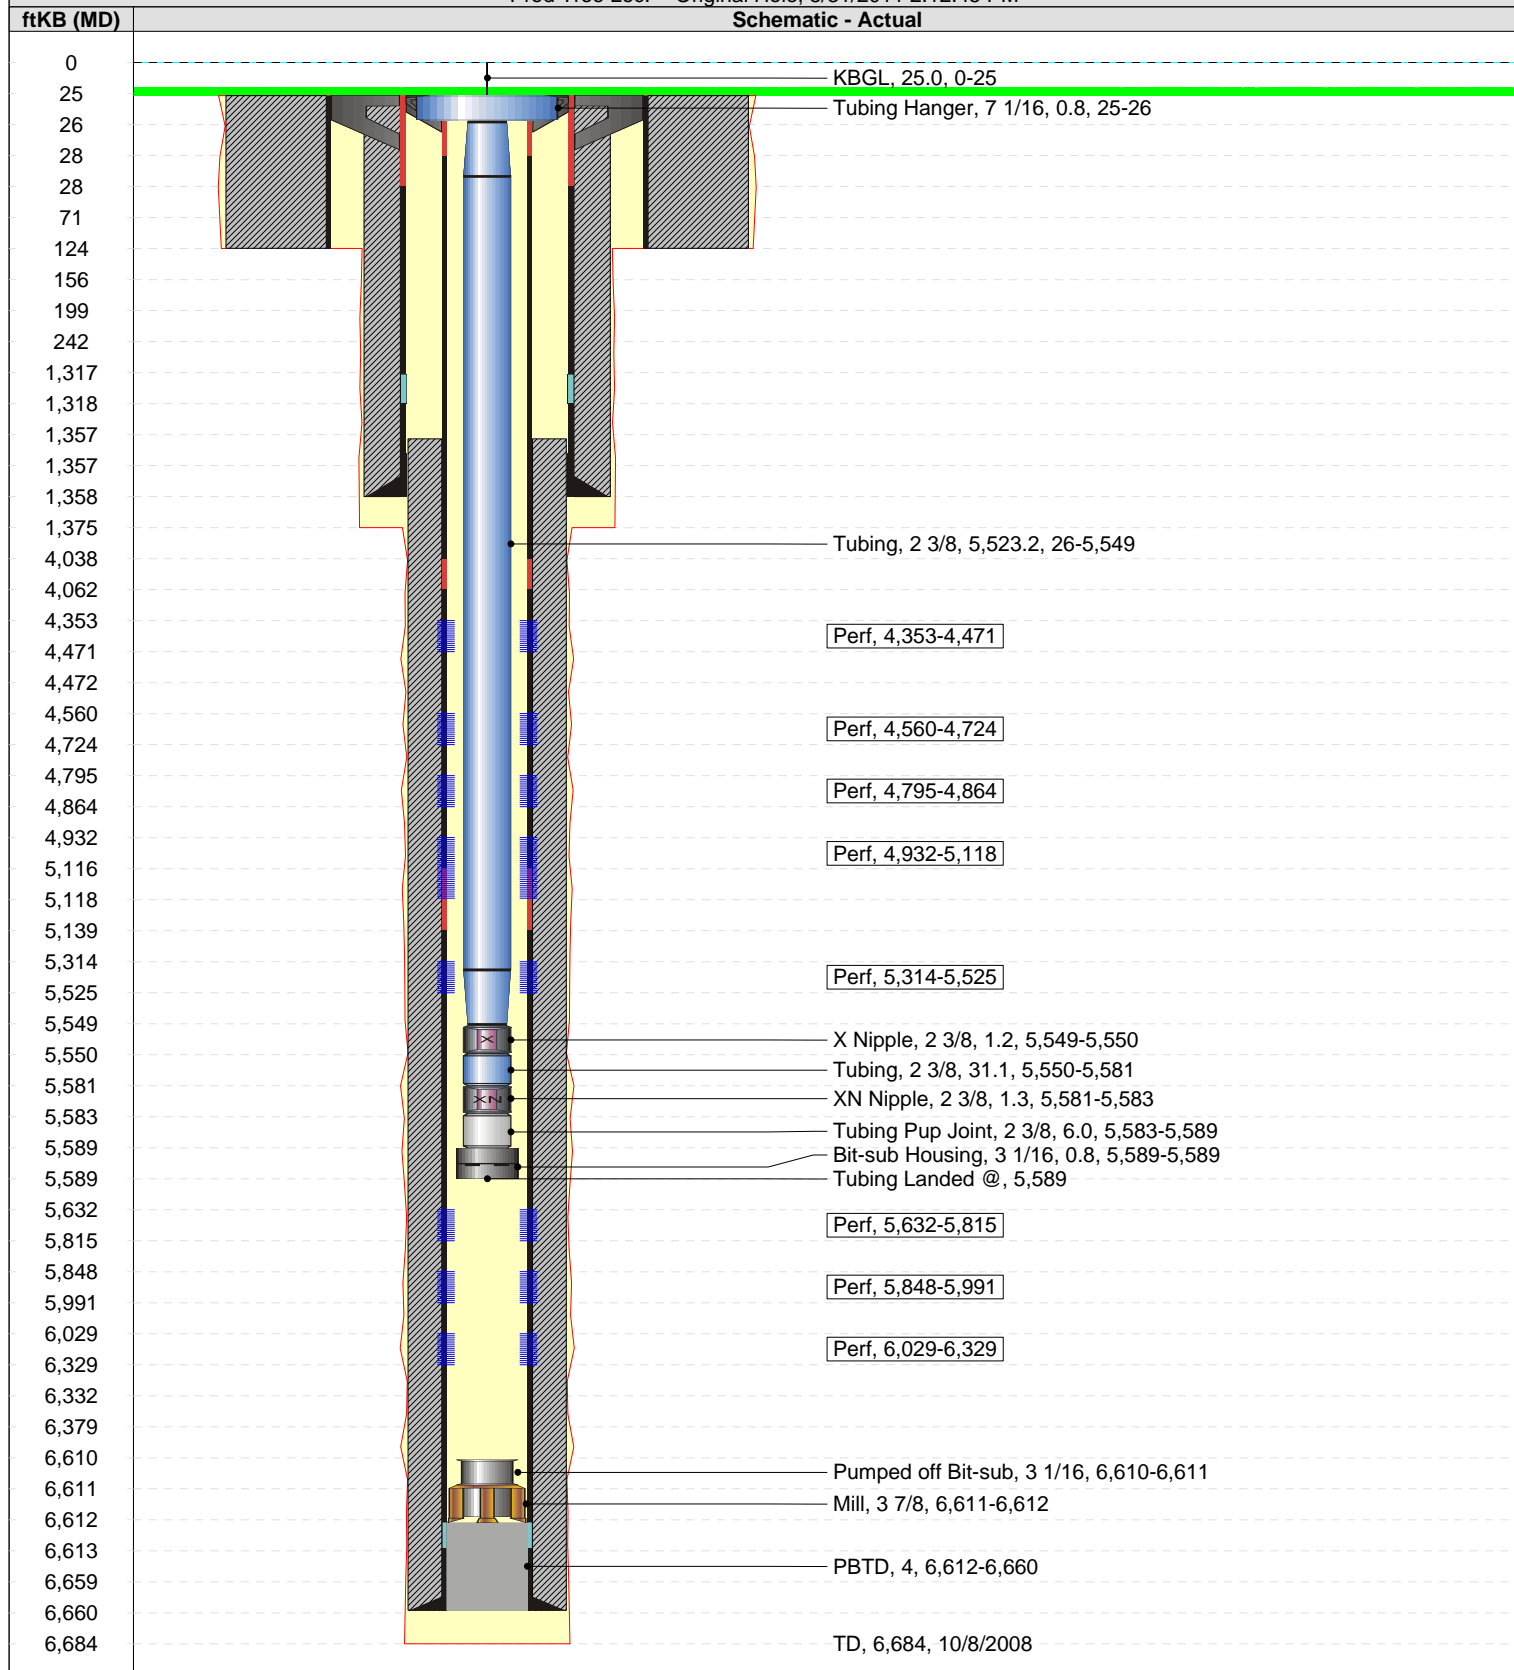 ftKB (MD)
Schematic - Actual
0
KBGL, 25.0, 0-25
25
Tubing Hanger, 7 1/16, 0.8, 25-26
26
28
28
71
124
156
199
242
1,317
1,318
1,357
1,357
1,358
1,375
Tubing, 2 3/8, 5,523.2, 26-5,549
4,038
4,062
4,353
Perf, 4,353-4,471
4,471
4,472
4,560
Perf, 4,560-4,724
4,724
4,795
Perf, 4,795-4,864
4,864
4,932
Perf, 4,932-5,118
5,116
5,118
5,139
5,314
Perf, 5,314-5,525
5,525
5,549
X
X Nipple, 2 3/8, 1.2, 5,549-5,550
5,550
Tubing, 2 3/8, 31.1, 5,550-5,581
5,581
XN
XN Nipple, 2 3/8, 1.3, 5,581-5,583
5,583
Tubing Pup Joint, 2 3/8, 6.0, 5,583-5,589
5,589
Bit-sub Housing, 3 1/16, 0.8, 5,589-5,589
5,589
Tubing Landed @, 5,589
5,632
Perf, 5,632-5,815
5,815
5,848
Perf, 5,848-5,991
5,991
6,029
Perf, 6,029-6,329
6,329
6,332
6,379
6,610
Pumped off Bit-sub, 3 1/16, 6,610-6,611
6,611
Mill, 3 7/8, 6,611-6,612
6,612
6,613
PBTD, 4, 6,612-6,660
6,659
6,660
6,684
TD, 6,684, 10/8/2008